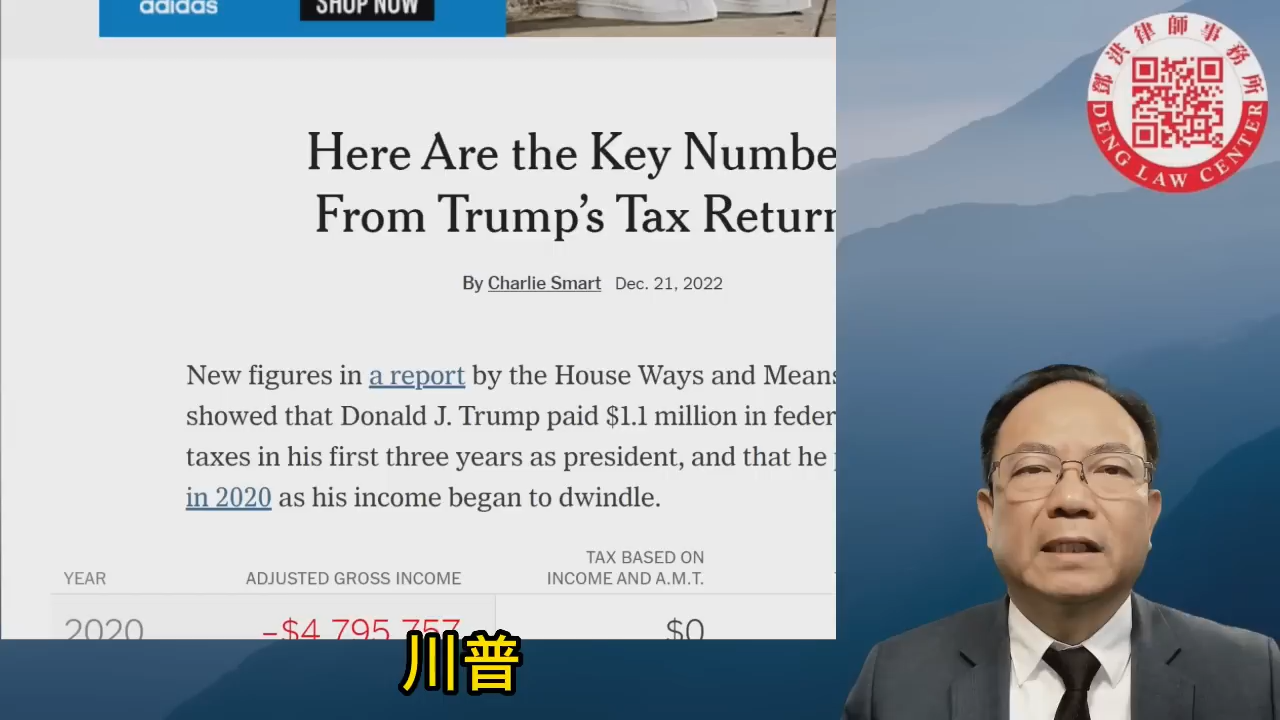 adidas
SHOP NOW
鄧洪律師事務所
DENG LAW CENTER
Here Are the Key Numbe
From Trump's Tax Return
By Charlie Smart Dec. 21, 2022
New figures in a report by the House Ways and Means
showed that Donald J. Trump paid $1.1 million in feder
taxes in his first three years as president, and that he
in 2020 as his income began to dwindle.
TAX BASED ON
YEAR ADJUSTED GROSS INCOME INCOME AND A.M.T.
2020 –$4,795,757 $0
川普